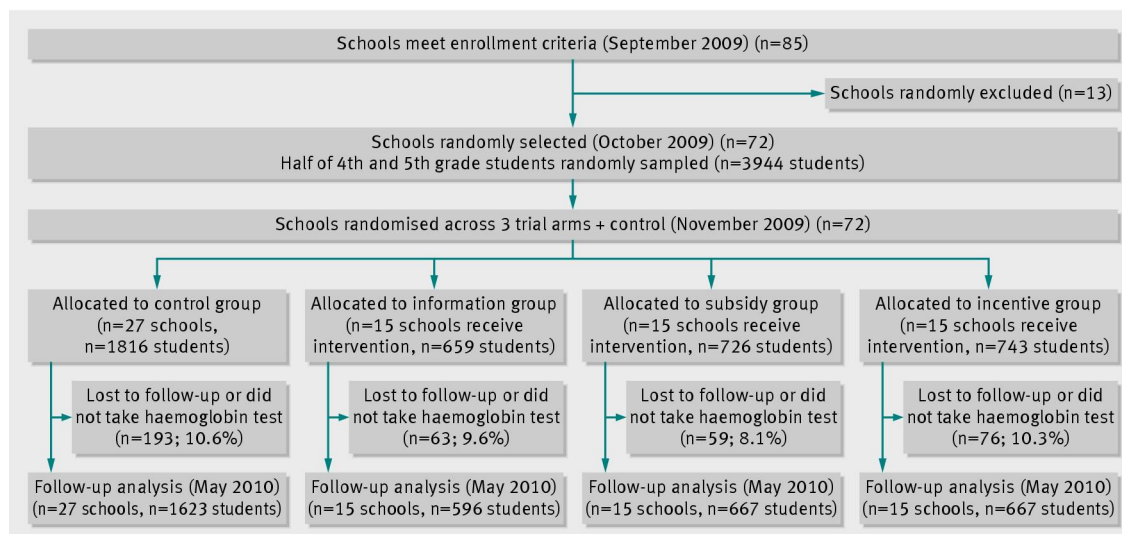 Schools meet enrollment criteria (September 2009) (n=85)
Schools randomly excluded (n=13)
Schools randomly selected (October 2009) (n=72)
Half of 4th and 5th grade students randomly sampled (n=3944 students)
Schools randomised across 3 trial arms + control (November 2009) (n=72)
Allocated to control group
(n=27 schools,
n=1816 students)
Allocated to information group
(n=15 schools receive
intervention, n=659 students)
Allocated to subsidy group
(n=15 schools receive
intervention, n=726 students)
Allocated to incentive group
(n=15 schools receive
intervention, n=743 students)
Lost to follow-up or did
not take haemoglobin test
(n=193; 10.6%)
Lost to follow-up or did
not take haemoglobin test
(n=63; 9.6%)
Lost to follow-up or did
not take haemoglobin test
(n=59; 8.1%)
Lost to follow-up or did
not take haemoglobin test
(n=76; 10.3%)
Follow-up analysis (May 2010)
(n=27 schools, n=1623 students)
Follow-up analysis (May 2010)
(n=15 schools, n=596 students)
Follow-up analysis (May 2010)
(n=15 schools, n=667 students)
Follow-up analysis (May 2010)
(n=15 schools, n=667 students)